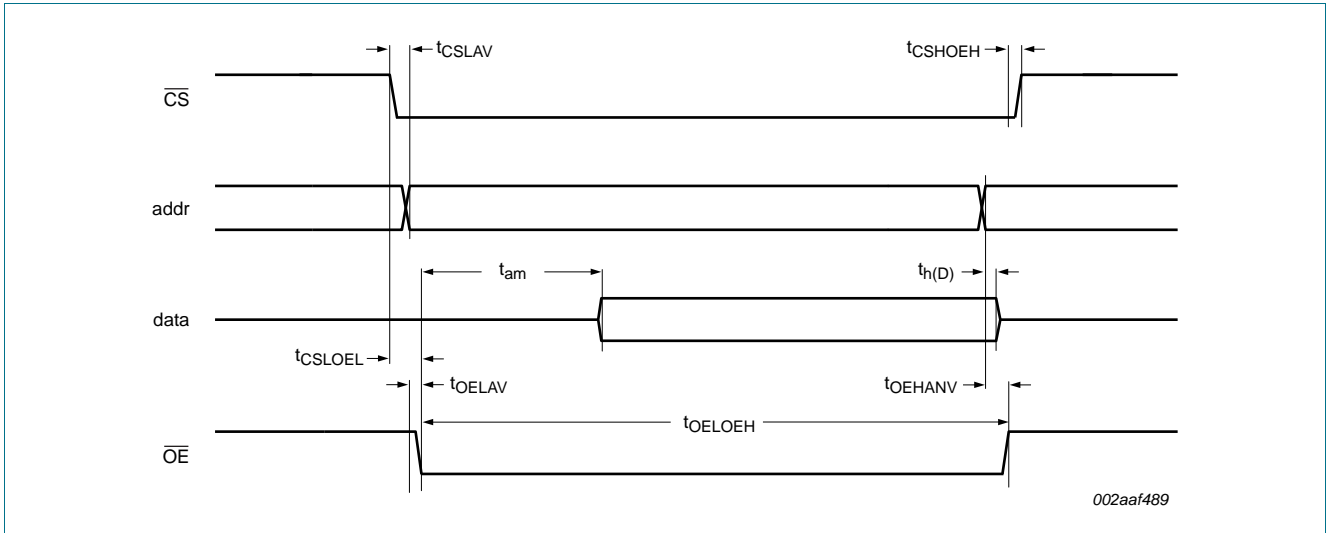 tCSLAV
tCSHOEH
CS
addr
tam
th(D)
data
tCSLOEL
tOELAV
tOEHANV
tOELOEH
OE
002aaf489